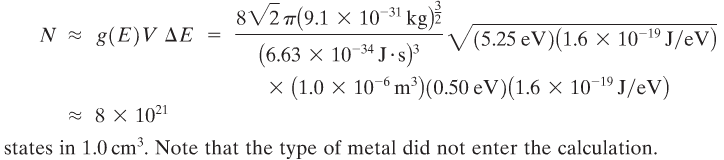 N ≈ g(E)V ΔE = 8√2 π(9.1 × 10⁻³¹ kg)^(3/2) / (6.63 × 10⁻³⁴ J·s)³ √(5.25 eV)(1.6 × 10⁻¹⁹ J/eV)
× (1.0 × 10⁻⁶ m³)(0.50 eV)(1.6 × 10⁻¹⁹ J/eV)
≈ 8 × 10²¹
states in 1.0 cm³. Note that the type of metal did not enter the calculation.